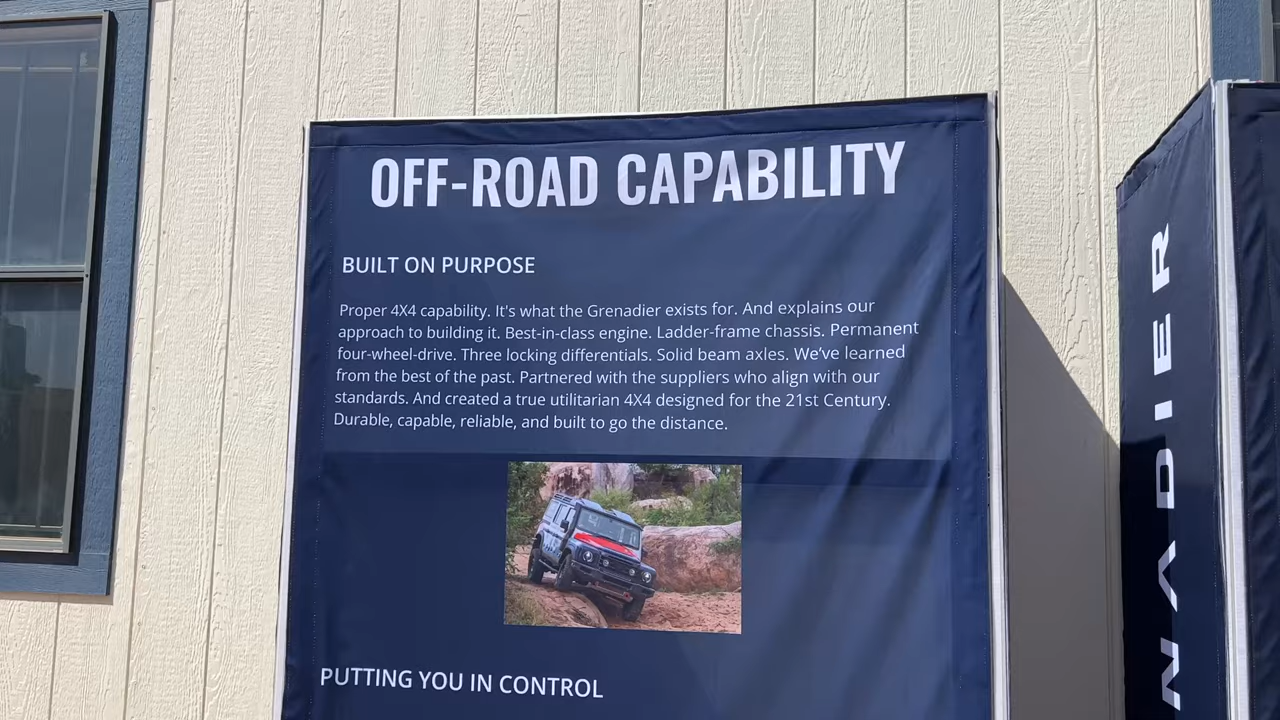 OFF-ROAD CAPABILITY
BUILT ON PURPOSE
Proper 4X4 capability. It's what the Grenadier exists for. And explains our
approach to building it. Best-in-class engine. Ladder-frame chassis. Permanent
four-wheel-drive. Three locking differentials. Solid beam axles. We've learned
from the best of the past. Partnered with the suppliers who align with our
standards. And created a true utilitarian 4X4 designed for the 21st Century.
Durable, capable, reliable, and built to go the distance.
PUTTING YOU IN CONTROL
NADIER